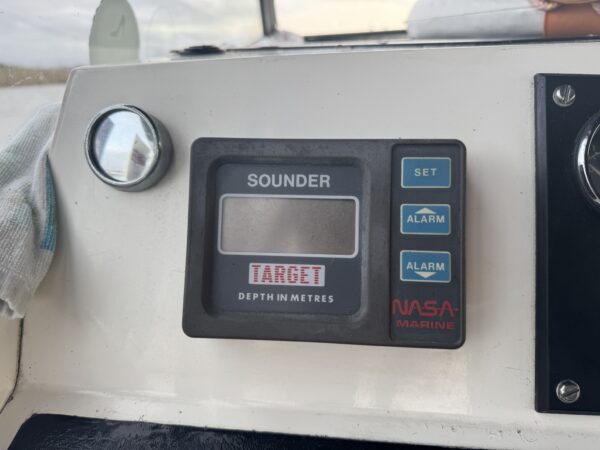 SOUNDER
TARGET
DEPTH IN METRES
SET
ALARM
ALARM
NASA
MARINE